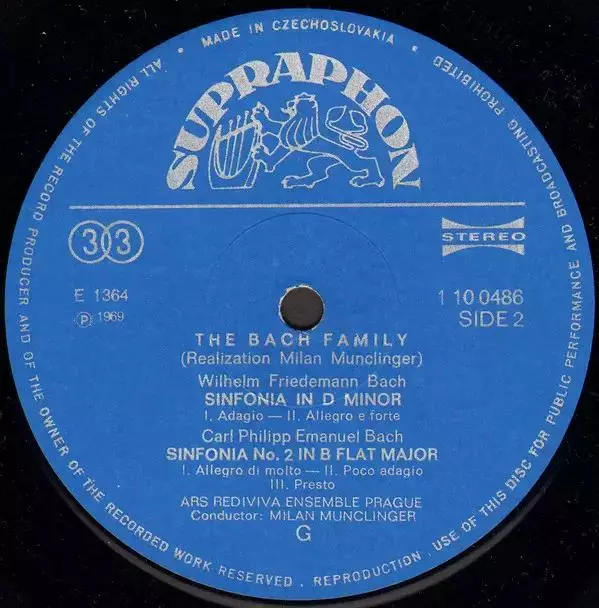 • MADE IN CZECHOSLOVAKIA •
ALL RIGHTS OF THE RECORD PRODUCER AND OF THE OWNER OF THE RECORDED WORK RESERVED . REPRODUCTION, USE OF THIS DISC FOR PUBLIC PERFORMANCE AND BROADCASTING PROHIBITED
SUPRAPHON
33
STEREO
E 1364
Ⓟ 1969
1 10 0486
SIDE 2
THE BACH FAMILY
(Realization Milan Munclinger)
Wilhelm Friedemann Bach
SINFONIA IN D MINOR
I. Adagio — II. Allegro e forte
Carl Philipp Emanuel Bach
SINFONIA No. 2 IN B FLAT MAJOR
I. Allegro di molto — II. Poco adagio
III. Presto
ARS REDIVIVA ENSEMBLE PRAGUE
Conductor: MILAN MUNCLINGER
G